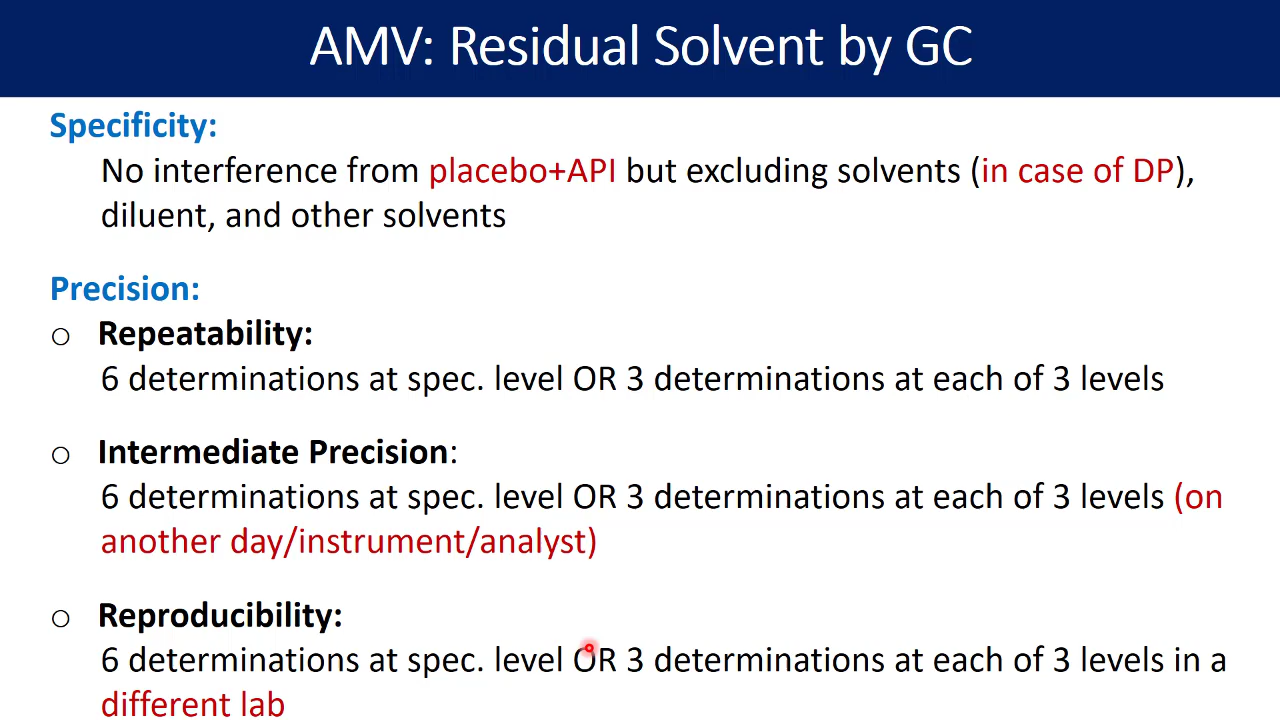 AMV: Residual Solvent by GC
Specificity:
No interference from placebo+API but excluding solvents (in case of DP),
diluent, and other solvents
Precision:
o Repeatability:
6 determinations at spec. level OR 3 determinations at each of 3 levels
o Intermediate Precision:
6 determinations at spec. level OR 3 determinations at each of 3 levels (on
another day/instrument/analyst)
o Reproducibility:
6 determinations at spec. level OR 3 determinations at each of 3 levels in a
different lab